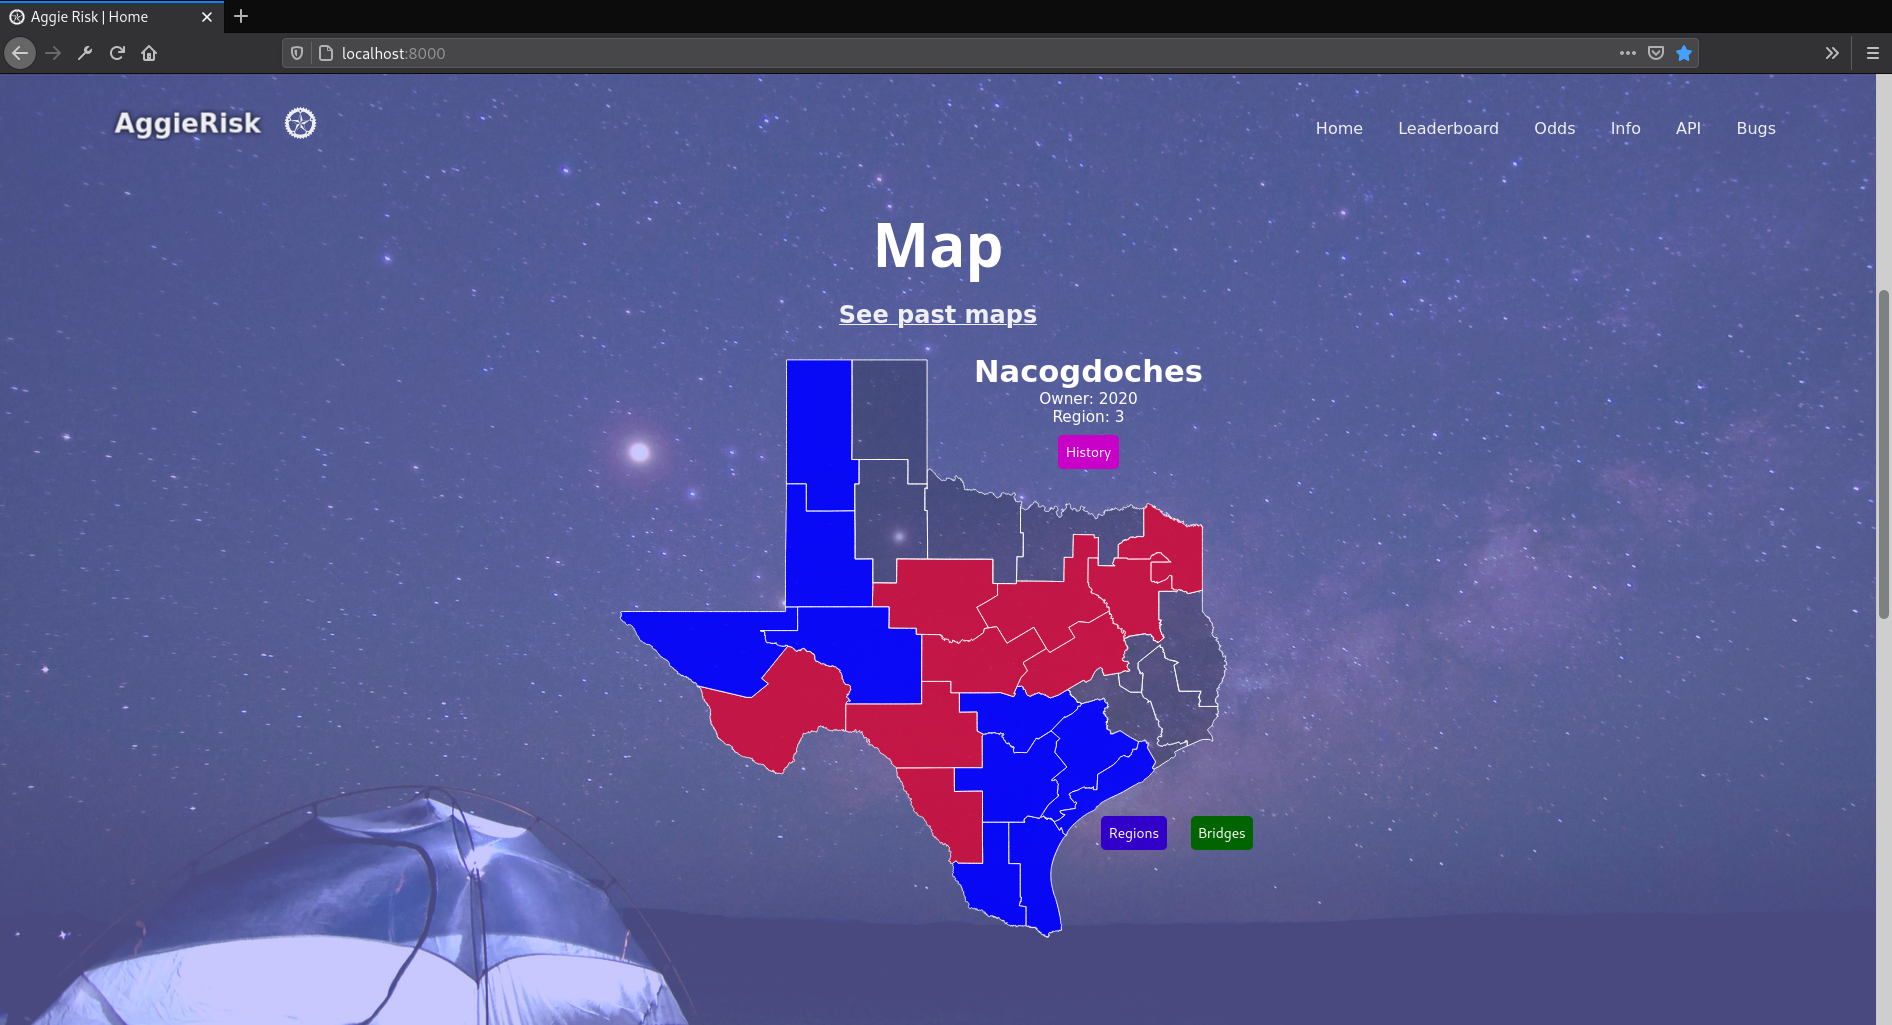 Aggie Risk | Home
localhost:8000
AggieRisk
Home Leaderboard Odds Info API Bugs
Map
See past maps
Nacogdoches
Owner: 2020
Region: 3
History
Regions Bridges